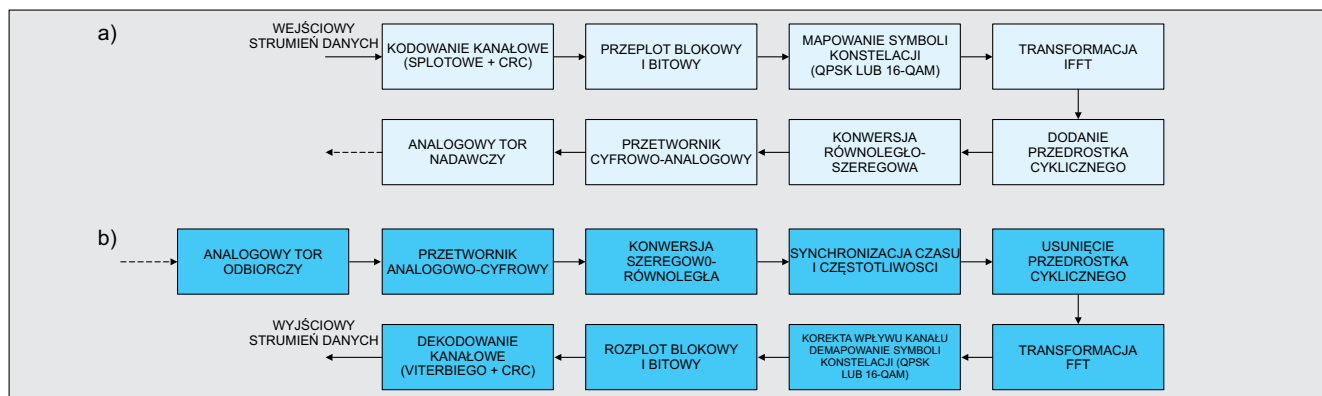 a)
WEJŚCIOWY
STRUMIEŃ DANYCH
KODOWANIE KANAŁOWE
(SPLOTOWE + CRC)
PRZEPLOT BLOKOWY
I BITOWY
MAPOWANIE SYMBOLI
KONSTELACJI
(QPSK LUB 16-QAM)
TRANSFORMACJA
IFFT
ANALOGOWY TOR
NADAWCZY
PRZETWORNIK
CYFROWO-ANALOGOWY
KONWERSJA
RÓWNOLEGŁO-
SZEREGOWA
DODANIE
PRZEDROSTKA
CYKLICZNEGO
b)
ANALOGOWY TOR
ODBIORCZY
PRZETWORNIK
ANALOGOWO-CYFROWY
KONWERSJA
SZEREGOW0-
RÓWNOLEGŁA
SYNCHRONIZACJA CZASU
I CZĘSTOTLIWOŚCI
USUNIĘCIE
PRZEDROSTKA
CYKLICZNEGO
WYJŚCIOWY
STRUMIEŃ DANYCH
DEKODOWANIE
KANAŁOWE
(VITERBIEGO + CRC)
ROZPLOT BLOKOWY
I BITOWY
KOREKTA WPŁYWU KANAŁU
DEMAPOWANIE SYMBOLI
KONSTELACJI (QPSK
LUB 16-QAM)
TRANSFORMACJA
FFT